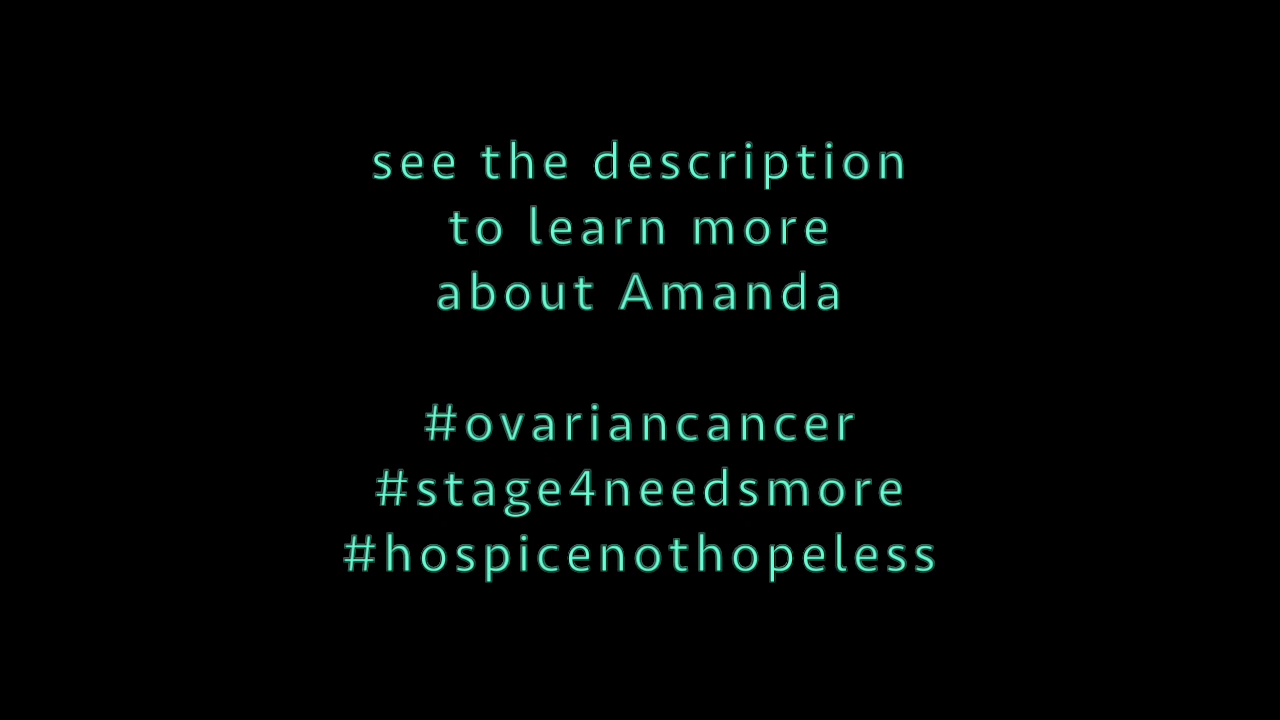 see the description
to learn more
about Amanda
#ovariancancer
#stage4needsmore
#hospicenothopeless